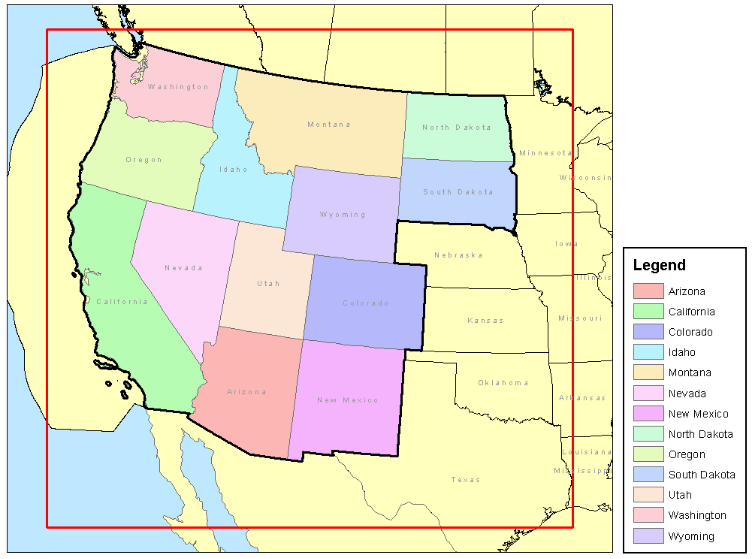 Washington
Montana
North Dakota
Minnesota
Oregon
Idaho
Wisconsin
South Dakota
Wyoming
Iowa
Nebraska
Nevada
Utah
Illinois
California
Colorado
Kansas
Missouri
Oklahoma
Arizona
New Mexico
Arkansas
Louisiana
Mississippi
Texas
Legend
Arizona
California
Colorado
Idaho
Montana
Nevada
New Mexico
North Dakota
Oregon
South Dakota
Utah
Washington
Wyoming